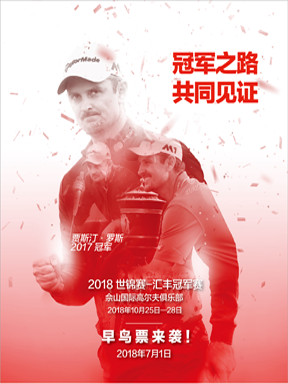 TaylorMade
冠军之路
共同见证
M1
贾斯汀·罗斯
2017 冠军
2018 世锦赛-汇丰冠军赛
佘山国际高尔夫俱乐部
2018年10月25日—28日
早鸟票来袭！
2018年7月1日